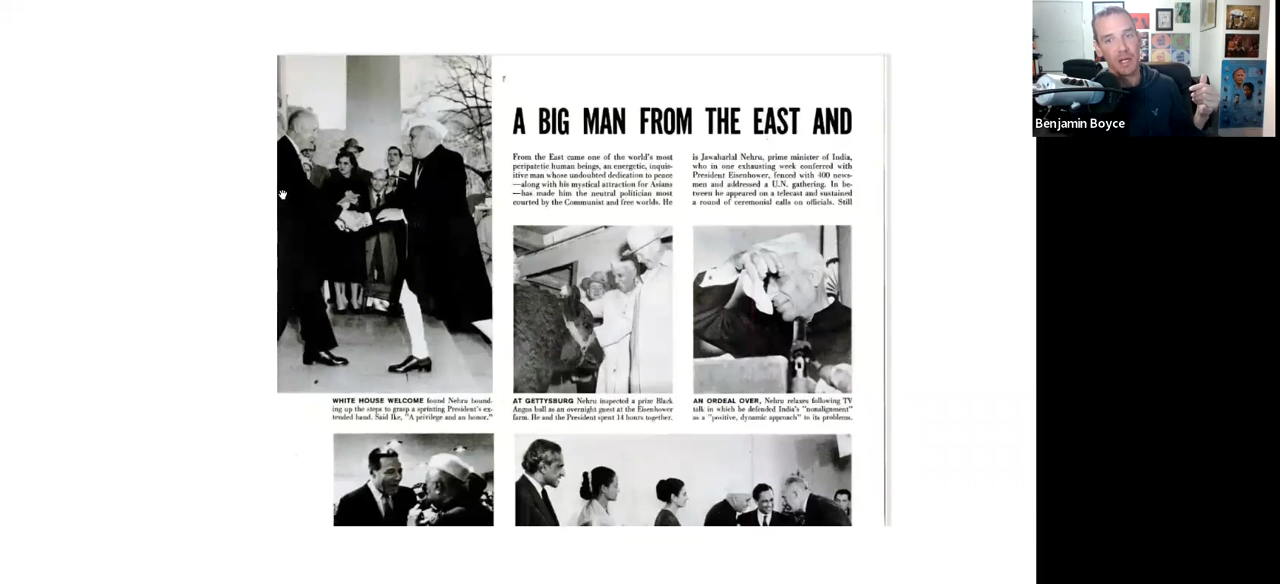 Benjamin Boyce
A BIG MAN FROM THE EAST AND
From the East came one of the world's most
peripatetic human beings, an energetic, inquis-
itive man whose undoubted dedication to peace
—along with his mystical attraction for Asians
—has made him the neutral politician most
courted by the Communist and free worlds. He
is Jawaharlal Nehru, prime minister of India,
who in one exhausting week conferred with
President Eisenhower, fenced with 400 news-
men and addressed a U.N. gathering. In be-
tween he appeared on a telecast and sustained
a round of ceremonial calls on officials. Still
WHITE HOUSE WELCOME found Nehru bound-
ing up the steps to grasp a sprinting President's ex-
tended hand. Said Ike, "A privilege and an honor."
AT GETTYSBURG Nehru inspected a prize Black
Angus bull as an overnight guest at the Eisenhower
farm. He and the President spent 14 hours together.
AN ORDEAL OVER, Nehru relaxes following TV
talk in which he defended India's "nonalignment"
as a "positive, dynamic approach" to its problems.